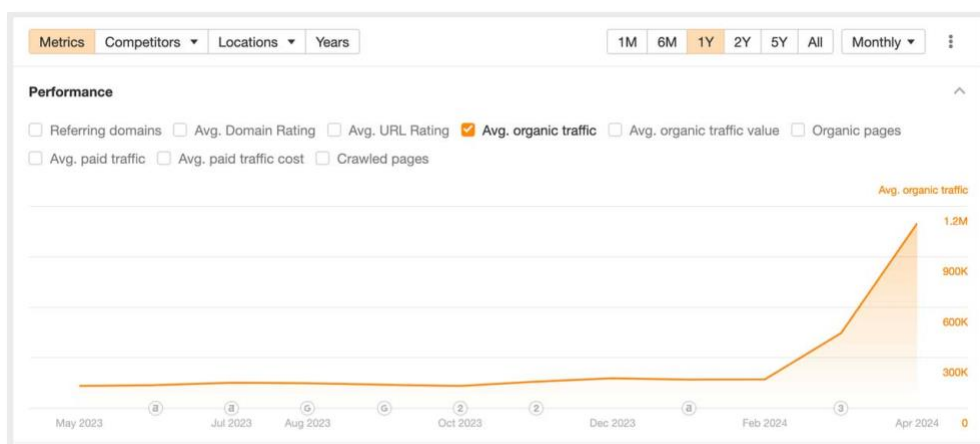 Metrics Competitors Locations Years 1M 6M 1Y 2Y 5Y All Monthly
Performance
Referring domains Avg. Domain Rating Avg. URL Rating Avg. organic traffic Avg. organic traffic value Organic pages
Avg. paid traffic Avg. paid traffic cost Crawled pages
Avg. organic traffic
1.2M
900K
600K
300K
a a G G 2 2 a 3
May 2023 Jul 2023 Aug 2023 Oct 2023 Dec 2023 Feb 2024 Apr 2024 0